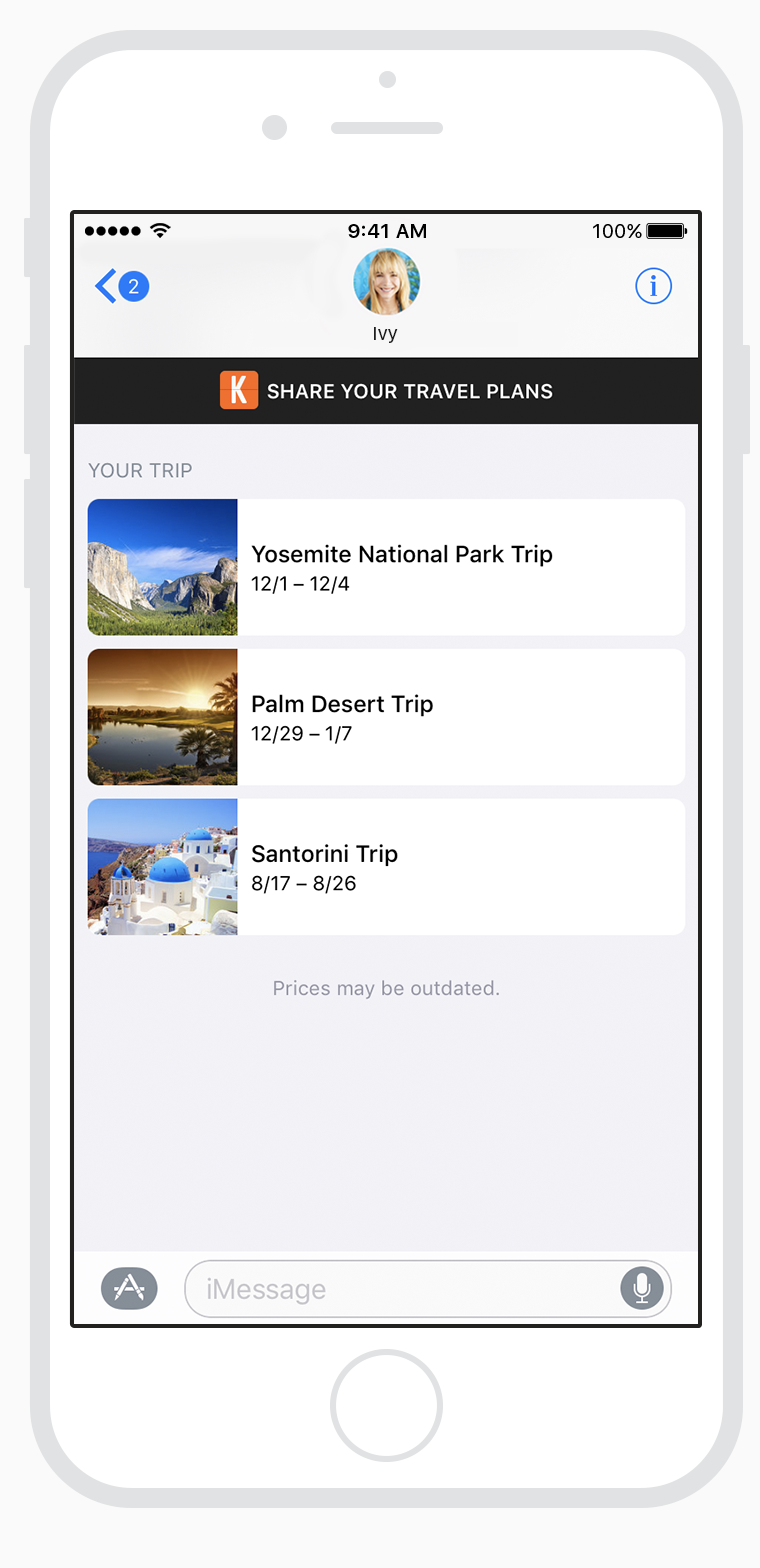 9:41 AM
100%
2
i
Ivy
K SHARE YOUR TRAVEL PLANS
YOUR TRIP
Yosemite National Park Trip
12/1 – 12/4
Palm Desert Trip
12/29 – 1/7
Santorini Trip
8/17 – 8/26
Prices may be outdated.
iMessage